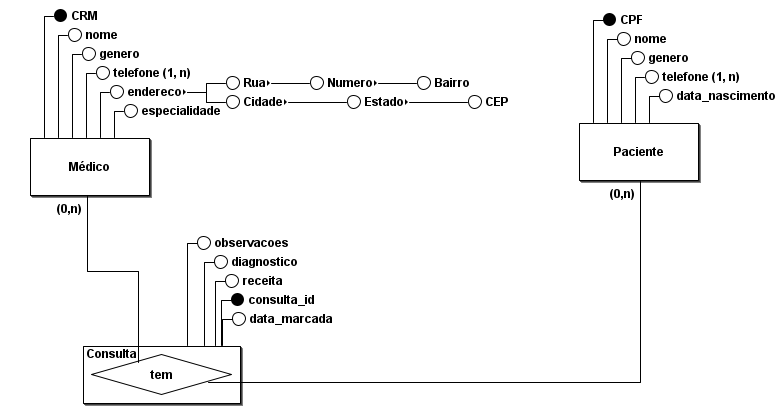 CRM
nome
genero
telefone (1, n)
endereco
Rua
Numero
Bairro
Cidade
Estado
CEP
especialidade
Médico
(0,n)
CPF
nome
genero
telefone (1, n)
data_nascimento
Paciente
(0,n)
observacoes
diagnostico
receita
consulta_id
data_marcada
Consulta
tem